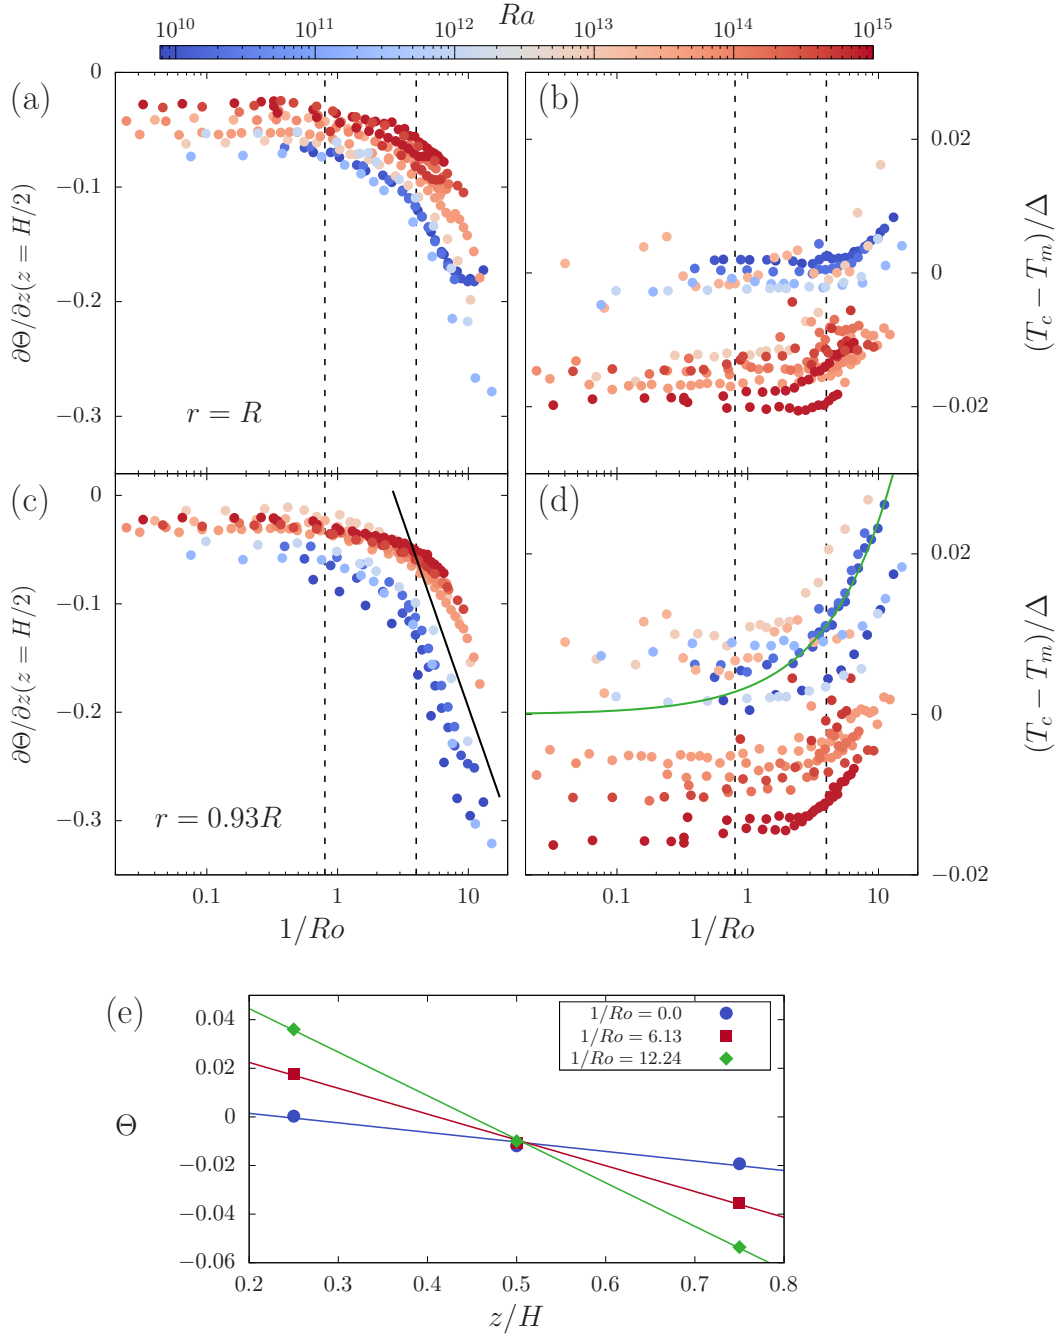 Ra
10^10 10^11 10^12 10^13 10^14 10^15
(a)
0
−0.1
−0.2
−0.3
∂Θ/∂z(z = H/2)
r = R
(b)
0.02
0
−0.02
(T_c − T_m)/Δ
(c)
0
−0.1
−0.2
−0.3
∂Θ/∂z(z = H/2)
r = 0.93R
0.1 1 10
1/Ro
(d)
0.02
0
−0.02
(T_c − T_m)/Δ
0.1 1 10
1/Ro
(e)
0.04
0.02
0
−0.02
−0.04
−0.06
Θ
1/Ro = 0.0
1/Ro = 6.13
1/Ro = 12.24
0.2 0.3 0.4 0.5 0.6 0.7 0.8
z/H